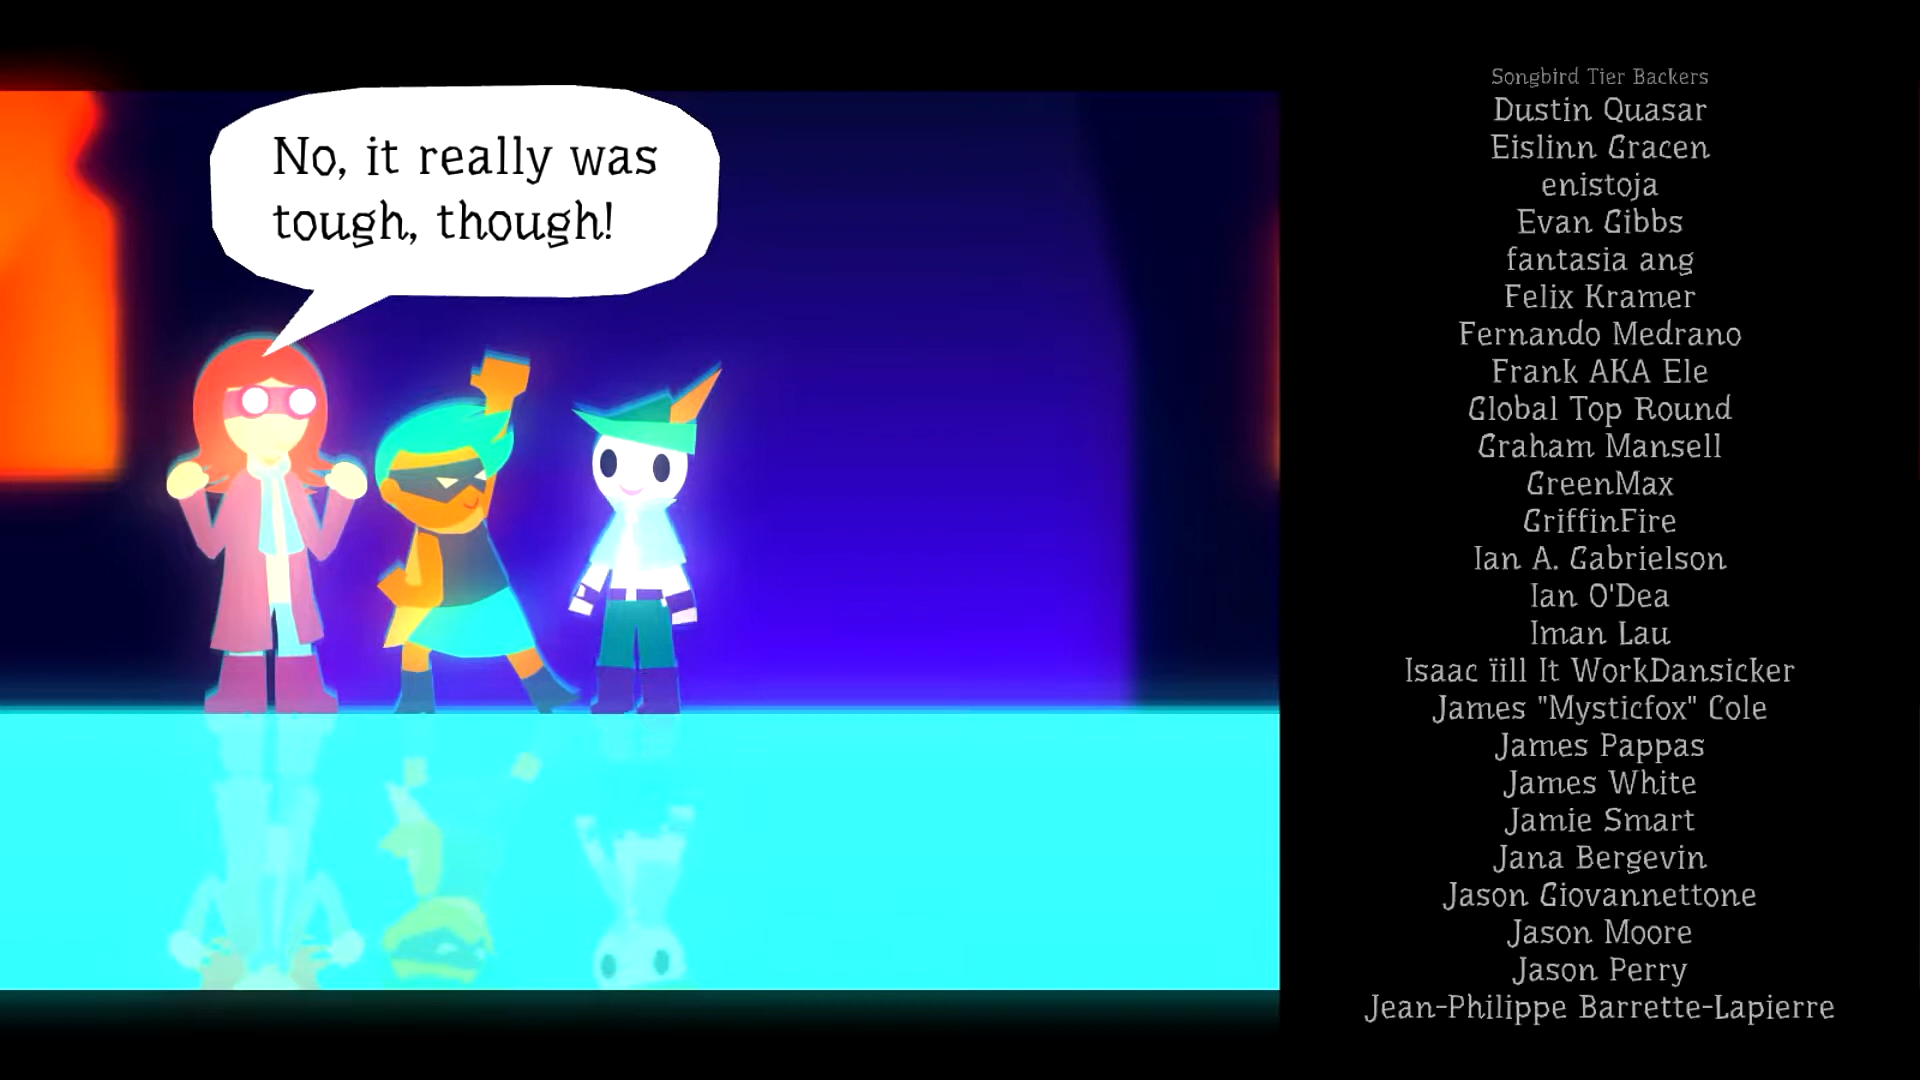 No, it really was
tough, though!
Songbird Tier Backers
Dustin Quasar
Eislinn Gracen
enistoja
Evan Gibbs
fantasia ang
Felix Kramer
Fernando Medrano
Frank AKA Ele
Global Top Round
Graham Mansell
GreenMax
GriffinFire
Ian A. Gabrielson
Ian O'Dea
Iman Lau
Isaac ïill It WorkDansicker
James "Mysticfox" Cole
James Pappas
James White
Jamie Smart
Jana Bergevin
Jason Giovannettone
Jason Moore
Jason Perry
Jean-Philippe Barrette-Lapierre